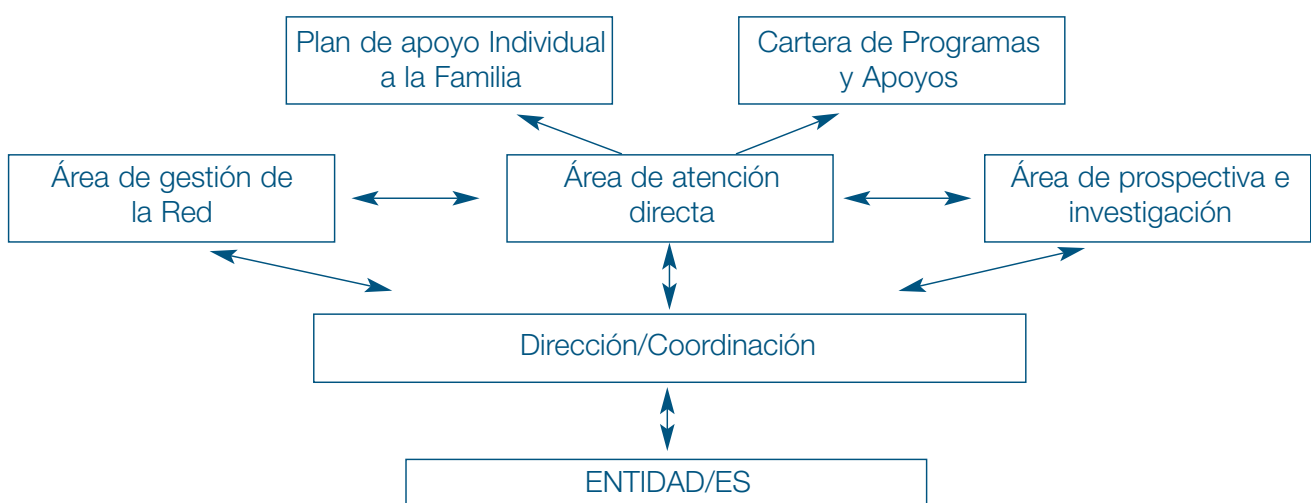 Plan de apoyo Individual
a la Familia
Cartera de Programas
y Apoyos
Área de gestión de
la Red
Área de atención
directa
Área de prospectiva e
investigación
Dirección/Coordinación
ENTIDAD/ES